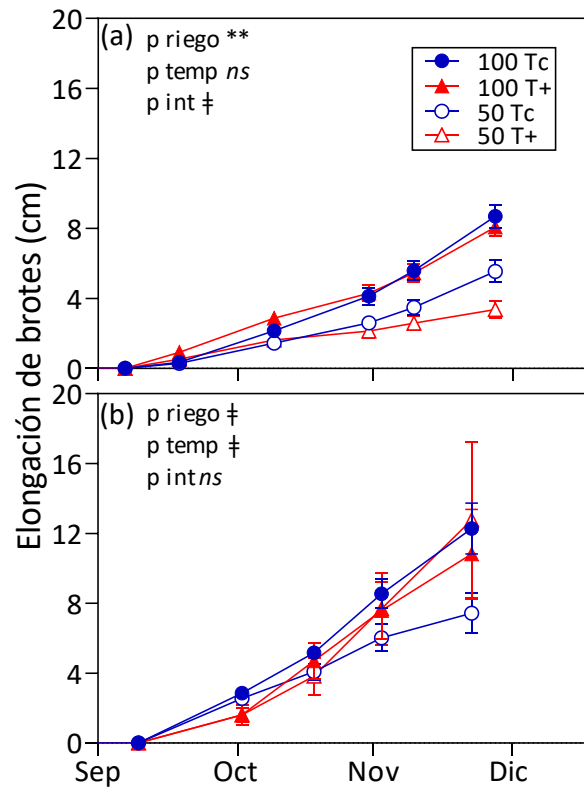 (a)
p riego **
p temp ns
p int ‡
100 Tc
100 T+
50 Tc
50 T+
20
16
12
8
4
0
Elongación de brotes (cm)
(b)
p riego ‡
p temp ‡
p int ns
20
16
12
8
4
0
Sep Oct Nov Dic